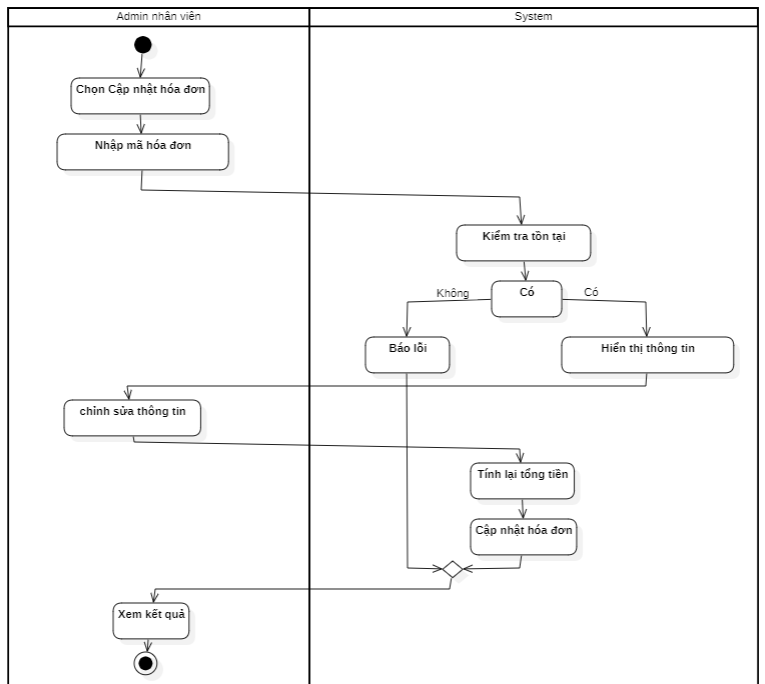 Admin nhân viên
System
Chọn Cập nhật hóa đơn
Nhập mã hóa đơn
Kiểm tra tồn tại
Không
Có
Có
Báo lỗi
Hiển thị thông tin
chỉnh sửa thông tin
Tính lại tổng tiền
Cập nhật hóa đơn
Xem kết quả